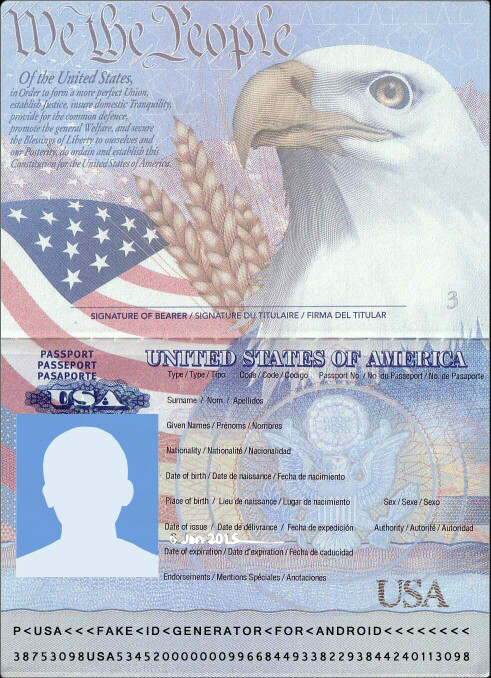 We the People
Of the United States,
in Order to form a more perfect Union,
establish Justice, insure domestic Tranquility,
provide for the common defence,
promote the general Welfare, and secure
the Blessings of Liberty to ourselves and
our Posterity, do ordain and establish this
Constitution for the United States of America.
3
SIGNATURE OF BEARER / SIGNATURE DU TITULAIRE / FIRMA DEL TITULAR
PASSPORT
PASSEPORT
PASAPORTE
USA
UNITED STATES OF AMERICA
Type / Type / Tipo Code / Code / Codigo Passport No. / No. du Passeport / No. de Pasaporte
Surname / Nom / Apellidos
Given Names / Prénoms / Nombres
Nationality / Nationalité / Nacionalidad
Date of birth / Date de naissance / Fecha de nacimiento
Place of birth / Lieu de naissance / Lugar de nacimiento Sex / Sexe / Sexo
Date of issue / Date de délivrance / Fecha de expedición Authority / Autorité / Autoridad
6 Jan 2015
Date of expiration / Date d'expiration / Fecha de caducidad
Endorsements / Mentions Spéciales / Anotaciones
USA
P<USA<<<FAKE<ID<GENERATOR<FOR<ANDROID<<<<<<<<
38753098USA53452000000099668449338229384424​0113098